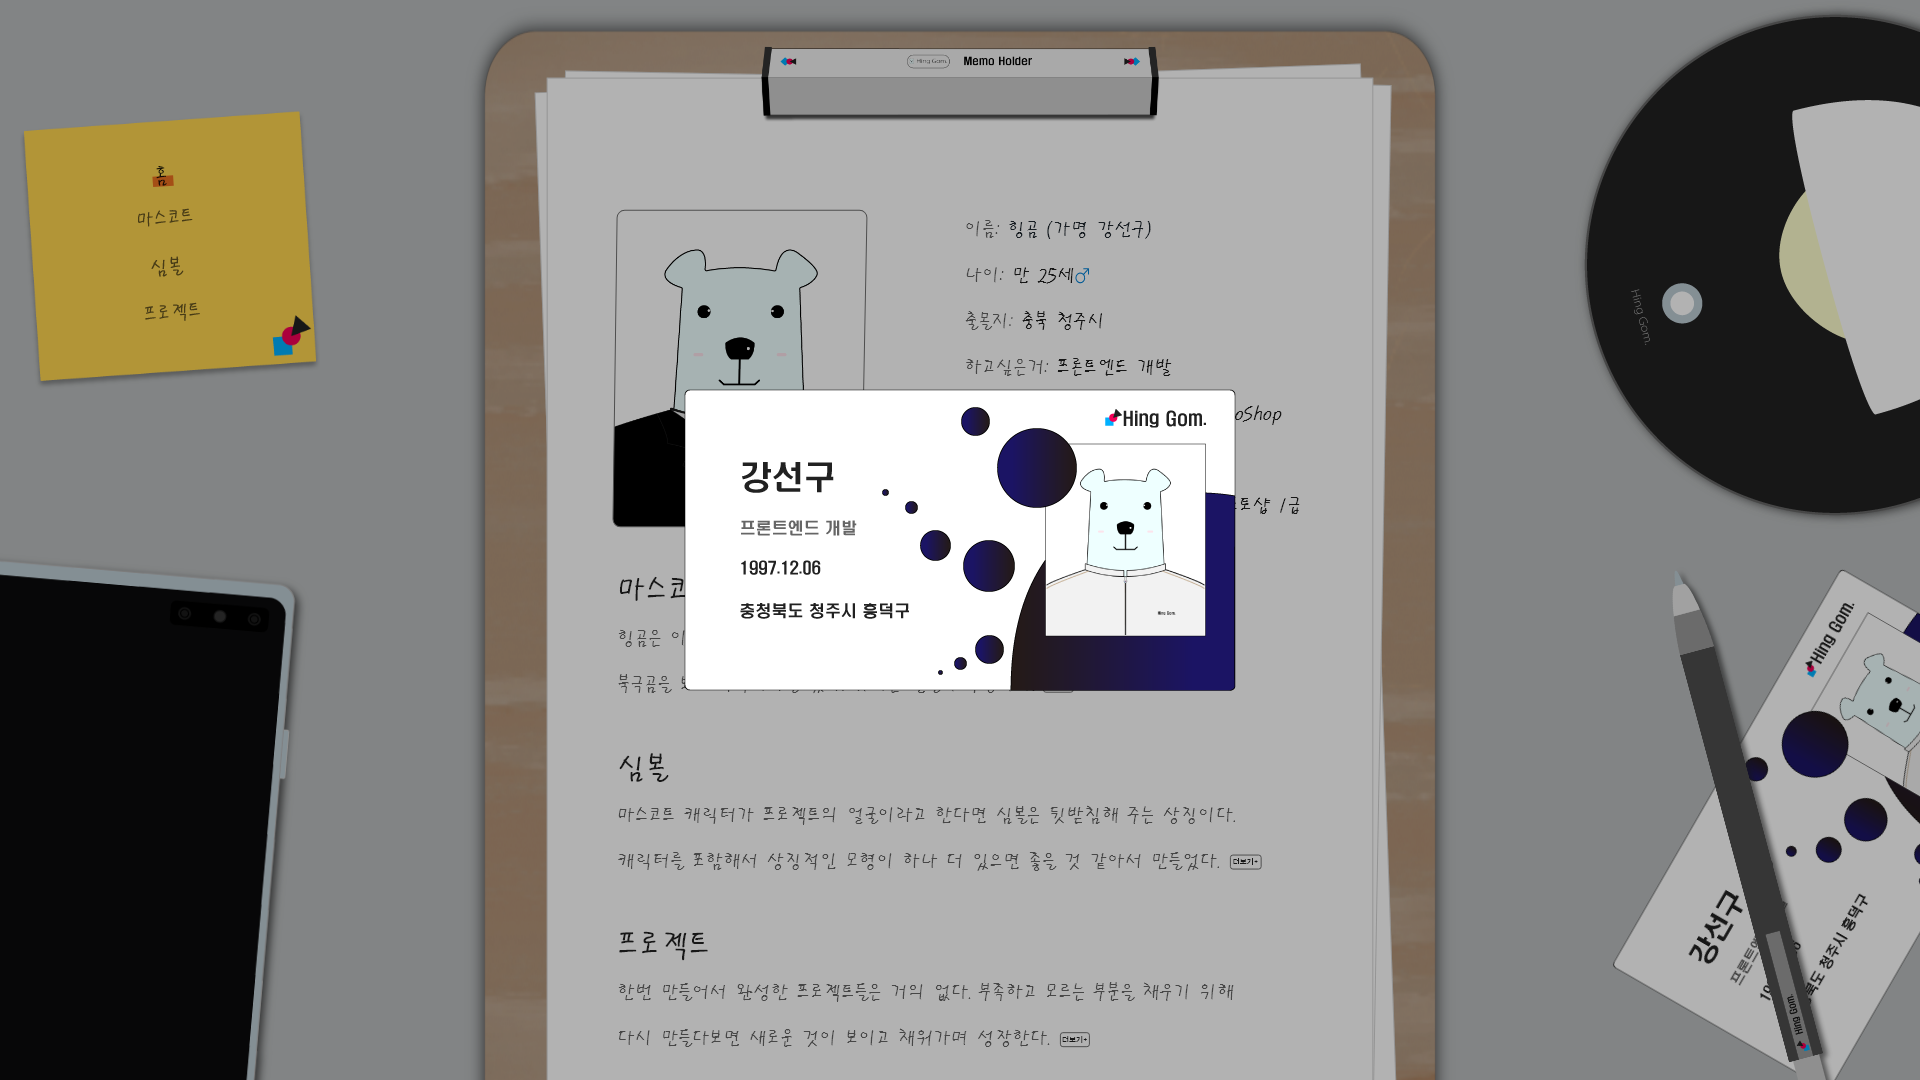 Hing Gom.
Memo Holder
홈
마스코트
심볼
프로젝트
이름: 힝곰 (가명 강선구)
나이: 만 25세♂
출몰지: 충북 청주시
하고싶은거: 프론트엔드 개발
oShop
토샵 1급
Hing Gom.
강선구
프론트엔드 개발
1997.12.06
충청북도 청주시 흥덕구
Hing Gom.
마스코
힝곰은 이
북극곰을
심볼
마스코트 캐릭터가 프로젝트의 얼굴이라고 한다면 심볼은 뒷받침해 주는 상징이다.
캐릭터를 포함해서 상징적인 모형이 하나 더 있으면 좋을 것 같아서 만들었다. 더보기+
프로젝트
한번 만들어서 완성한 프로젝트들은 거의 없다. 부족하고 모르는 부분을 채우기 위해
다시 만들다보면 새로운 것이 보이고 채워가며 성장한다. 더보기+
Hing Gom.
Hing Gom.
강선구
프론트엔
청주시 흥덕구
Hing Gom.